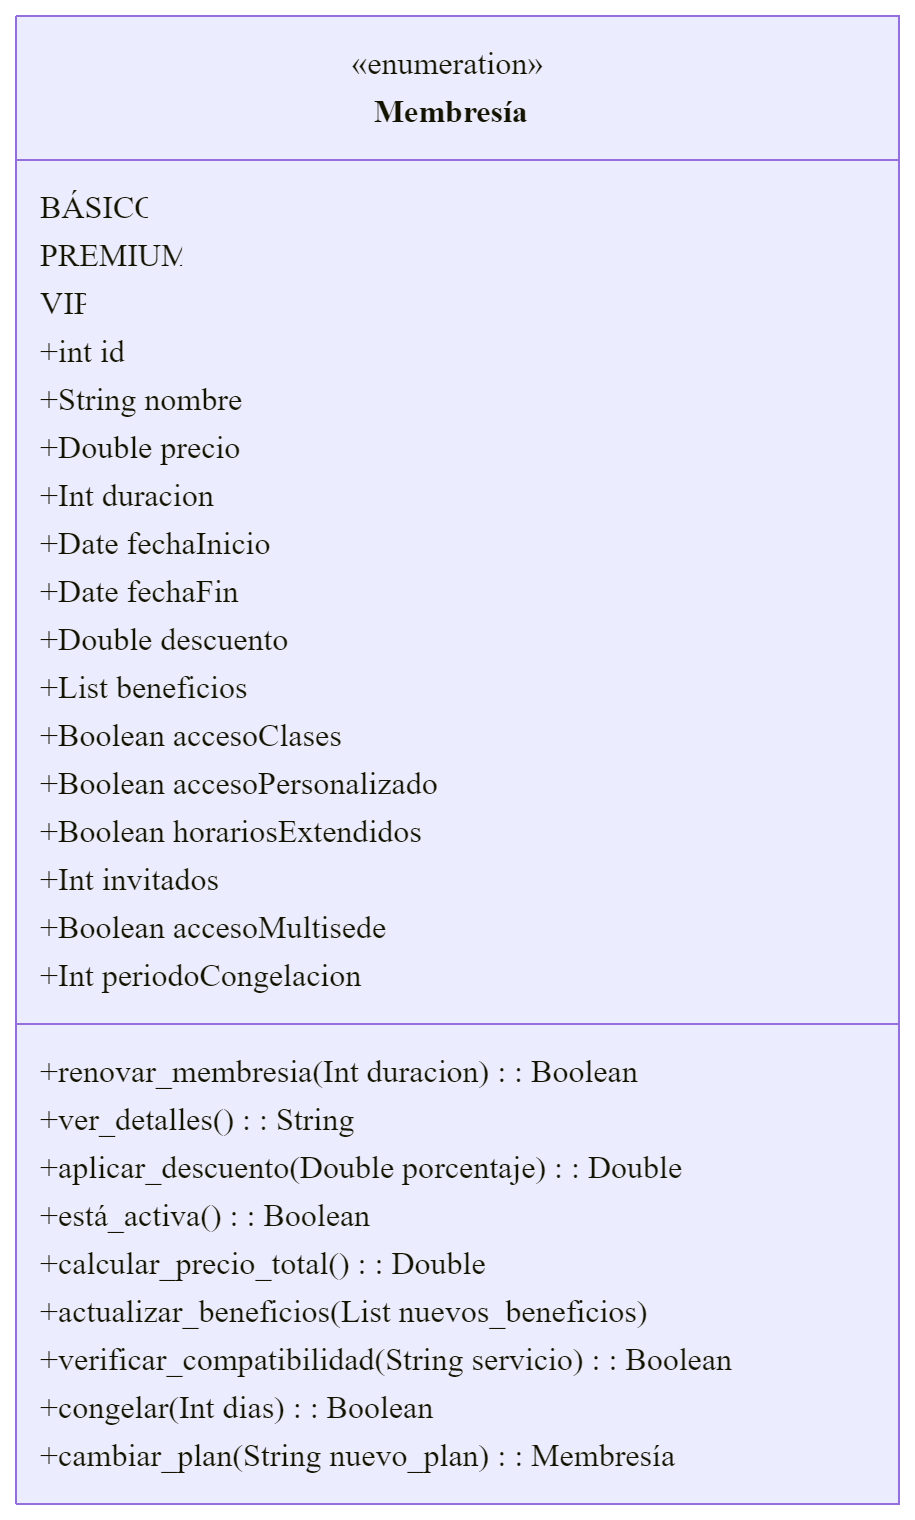 «enumeration»
Membresía
BÁSICO
PREMIUM
VIP
+int id
+String nombre
+Double precio
+Int duracion
+Date fechaInicio
+Date fechaFin
+Double descuento
+List beneficios
+Boolean accesoClases
+Boolean accesoPersonalizado
+Boolean horariosExtendidos
+Int invitados
+Boolean accesoMultisede
+Int periodoCongelacion
+renovar_membresia(Int duracion) : : Boolean
+ver_detalles() : : String
+aplicar_descuento(Double porcentaje) : : Double
+está_activa() : : Boolean
+calcular_precio_total() : : Double
+actualizar_beneficios(List nuevos_beneficios)
+verificar_compatibilidad(String servicio) : : Boolean
+congelar(Int dias) : : Boolean
+cambiar_plan(String nuevo_plan) : : Membresía